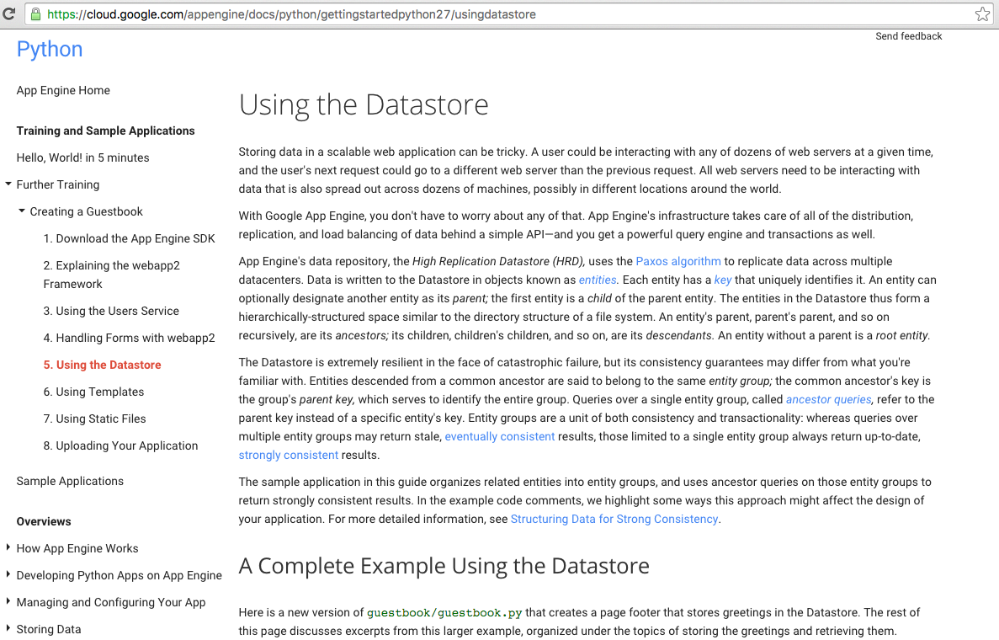 https://cloud.google.com/appengine/docs/python/gettingstartedpython27/usingdatastore
Send feedback
Python
App Engine Home
Training and Sample Applications
Hello, World! in 5 minutes
Further Training
Creating a Guestbook
1. Download the App Engine SDK
2. Explaining the webapp2
Framework
3. Using the Users Service
4. Handling Forms with webapp2
5. Using the Datastore
6. Using Templates
7. Using Static Files
8. Uploading Your Application
Sample Applications
Overviews
How App Engine Works
Developing Python Apps on App Engine
Managing and Configuring Your App
Storing Data
Using the Datastore
Storing data in a scalable web application can be tricky. A user could be interacting with any of dozens of web servers at a given time,
and the user's next request could go to a different web server than the previous request. All web servers need to be interacting with
data that is also spread out across dozens of machines, possibly in different locations around the world.
With Google App Engine, you don't have to worry about any of that. App Engine's infrastructure takes care of all of the distribution,
replication, and load balancing of data behind a simple API—and you get a powerful query engine and transactions as well.
App Engine's data repository, the High Replication Datastore (HRD), uses the Paxos algorithm to replicate data across multiple
datacenters. Data is written to the Datastore in objects known as entities. Each entity has a key that uniquely identifies it. An entity can
optionally designate another entity as its parent; the first entity is a child of the parent entity. The entities in the Datastore thus form a
hierarchically-structured space similar to the directory structure of a file system. An entity's parent, parent's parent, and so on
recursively, are its ancestors; its children, children's children, and so on, are its descendants. An entity without a parent is a root entity.
The Datastore is extremely resilient in the face of catastrophic failure, but its consistency guarantees may differ from what you're
familiar with. Entities descended from a common ancestor are said to belong to the same entity group; the common ancestor's key is
the group's parent key, which serves to identify the entire group. Queries over a single entity group, called ancestor queries, refer to the
parent key instead of a specific entity's key. Entity groups are a unit of both consistency and transactionality: whereas queries over
multiple entity groups may return stale, eventually consistent results, those limited to a single entity group always return up-to-date,
strongly consistent results.
The sample application in this guide organizes related entities into entity groups, and uses ancestor queries on those entity groups to
return strongly consistent results. In the example code comments, we highlight some ways this approach might affect the design of
your application. For more detailed information, see Structuring Data for Strong Consistency.
A Complete Example Using the Datastore
Here is a new version of guestbook/guestbook.py that creates a page footer that stores greetings in the Datastore. The rest of
this page discusses excerpts from this larger example, organized under the topics of storing the greetings and retrieving them.